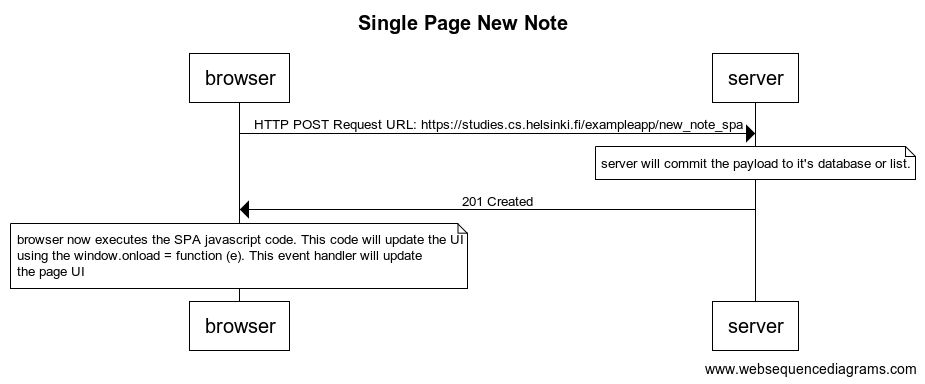 Single Page New Note
browser
server
HTTP POST Request URL: https://studies.cs.helsinki.fi/exampleapp/new_note_spa
server will commit the payload to it's database or list.
201 Created
browser now executes the SPA javascript code. This code will update the UI
using the window.onload = function (e). This event handler will update
the page UI
browser
server
www.websequencediagrams.com